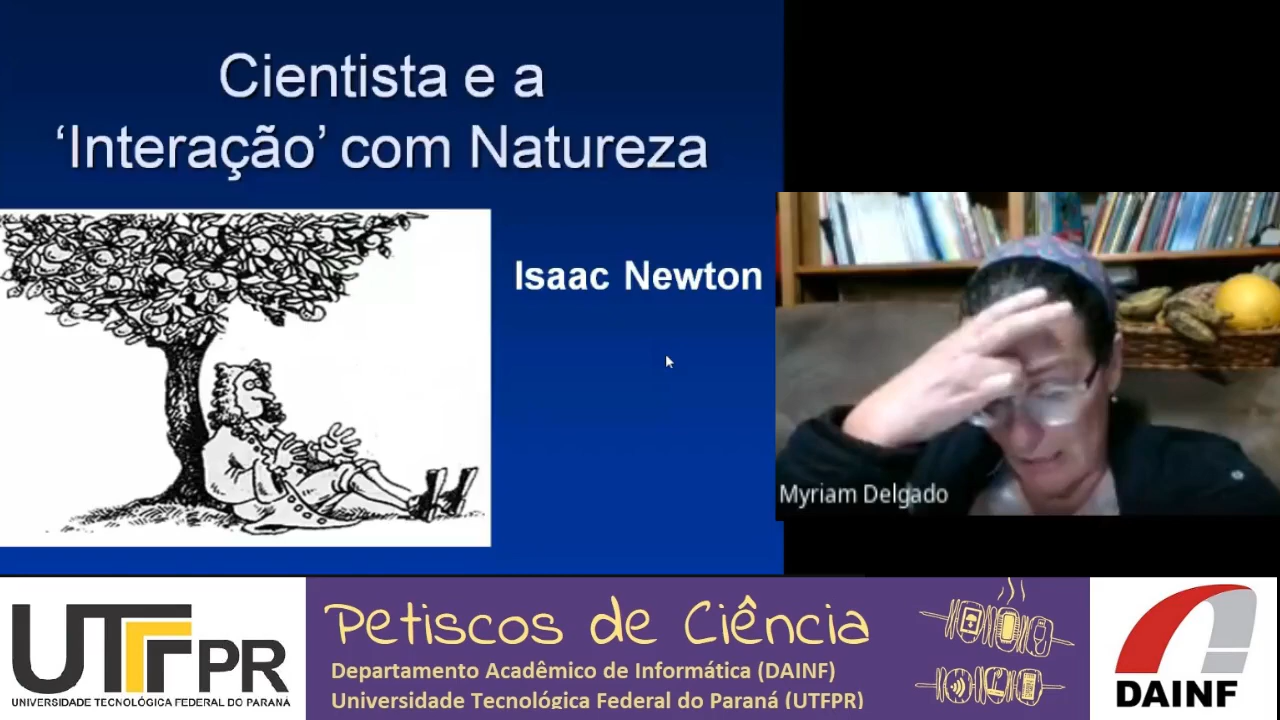 Cientista e a
‘Interação’ com Natureza
Isaac Newton
Myriam Delgado
UTFPR
UNIVERSIDADE TECNOLÓGICA FEDERAL DO PARANÁ
Petiscos de Ciência
Departamento Acadêmico de Informática (DAINF)
Universidade Tecnológica Federal do Paraná (UTFPR)
DAINF